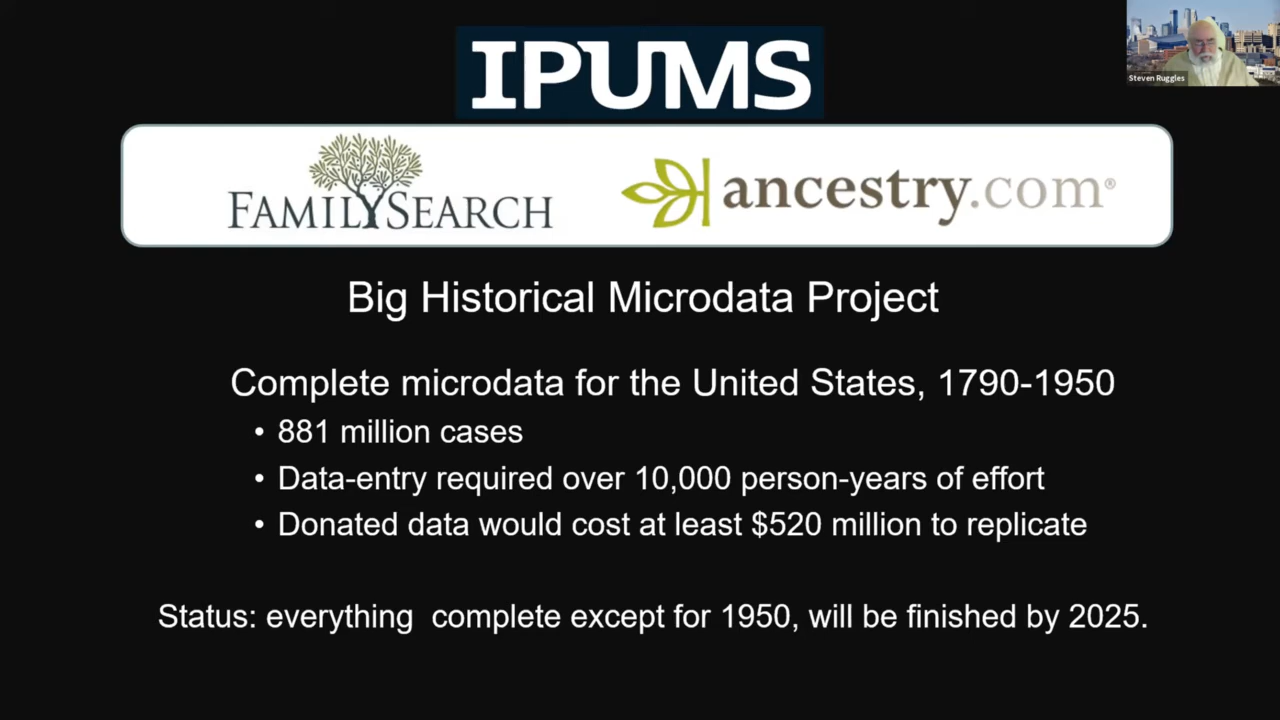 IPUMS
Steven Ruggles
FAMILYSEARCH
ancestry.com®
Big Historical Microdata Project
Complete microdata for the United States, 1790-1950
• 881 million cases
• Data-entry required over 10,000 person-years of effort
• Donated data would cost at least $520 million to replicate
Status: everything  complete except for 1950, will be finished by 2025.